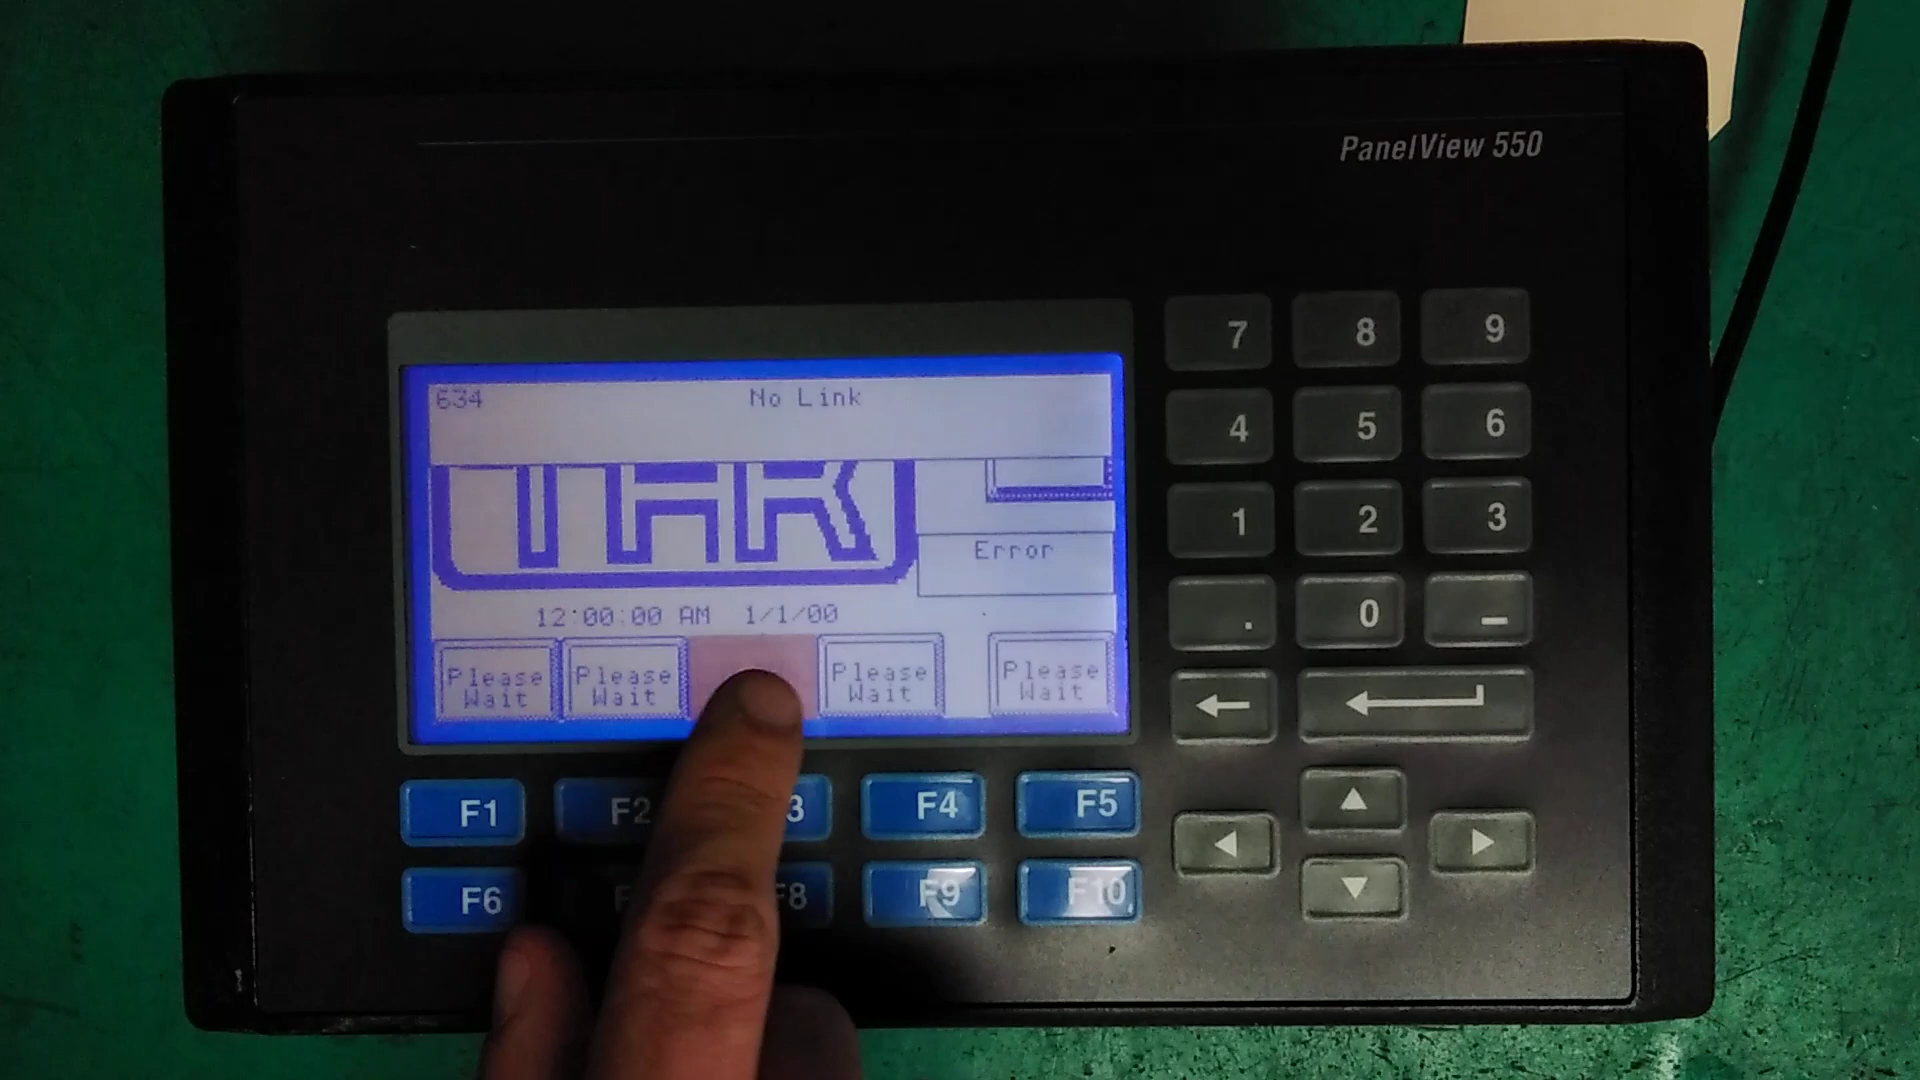 PanelView 550
634 No Link
THK
Error
12:00:00 AM 1/1/00
Please Wait
Please Wait
Please Wait
Please Wait
7 8 9
4 5 6
1 2 3
. 0 –
F1 F2 3 F4 F5
F6 F F8 F9 F10